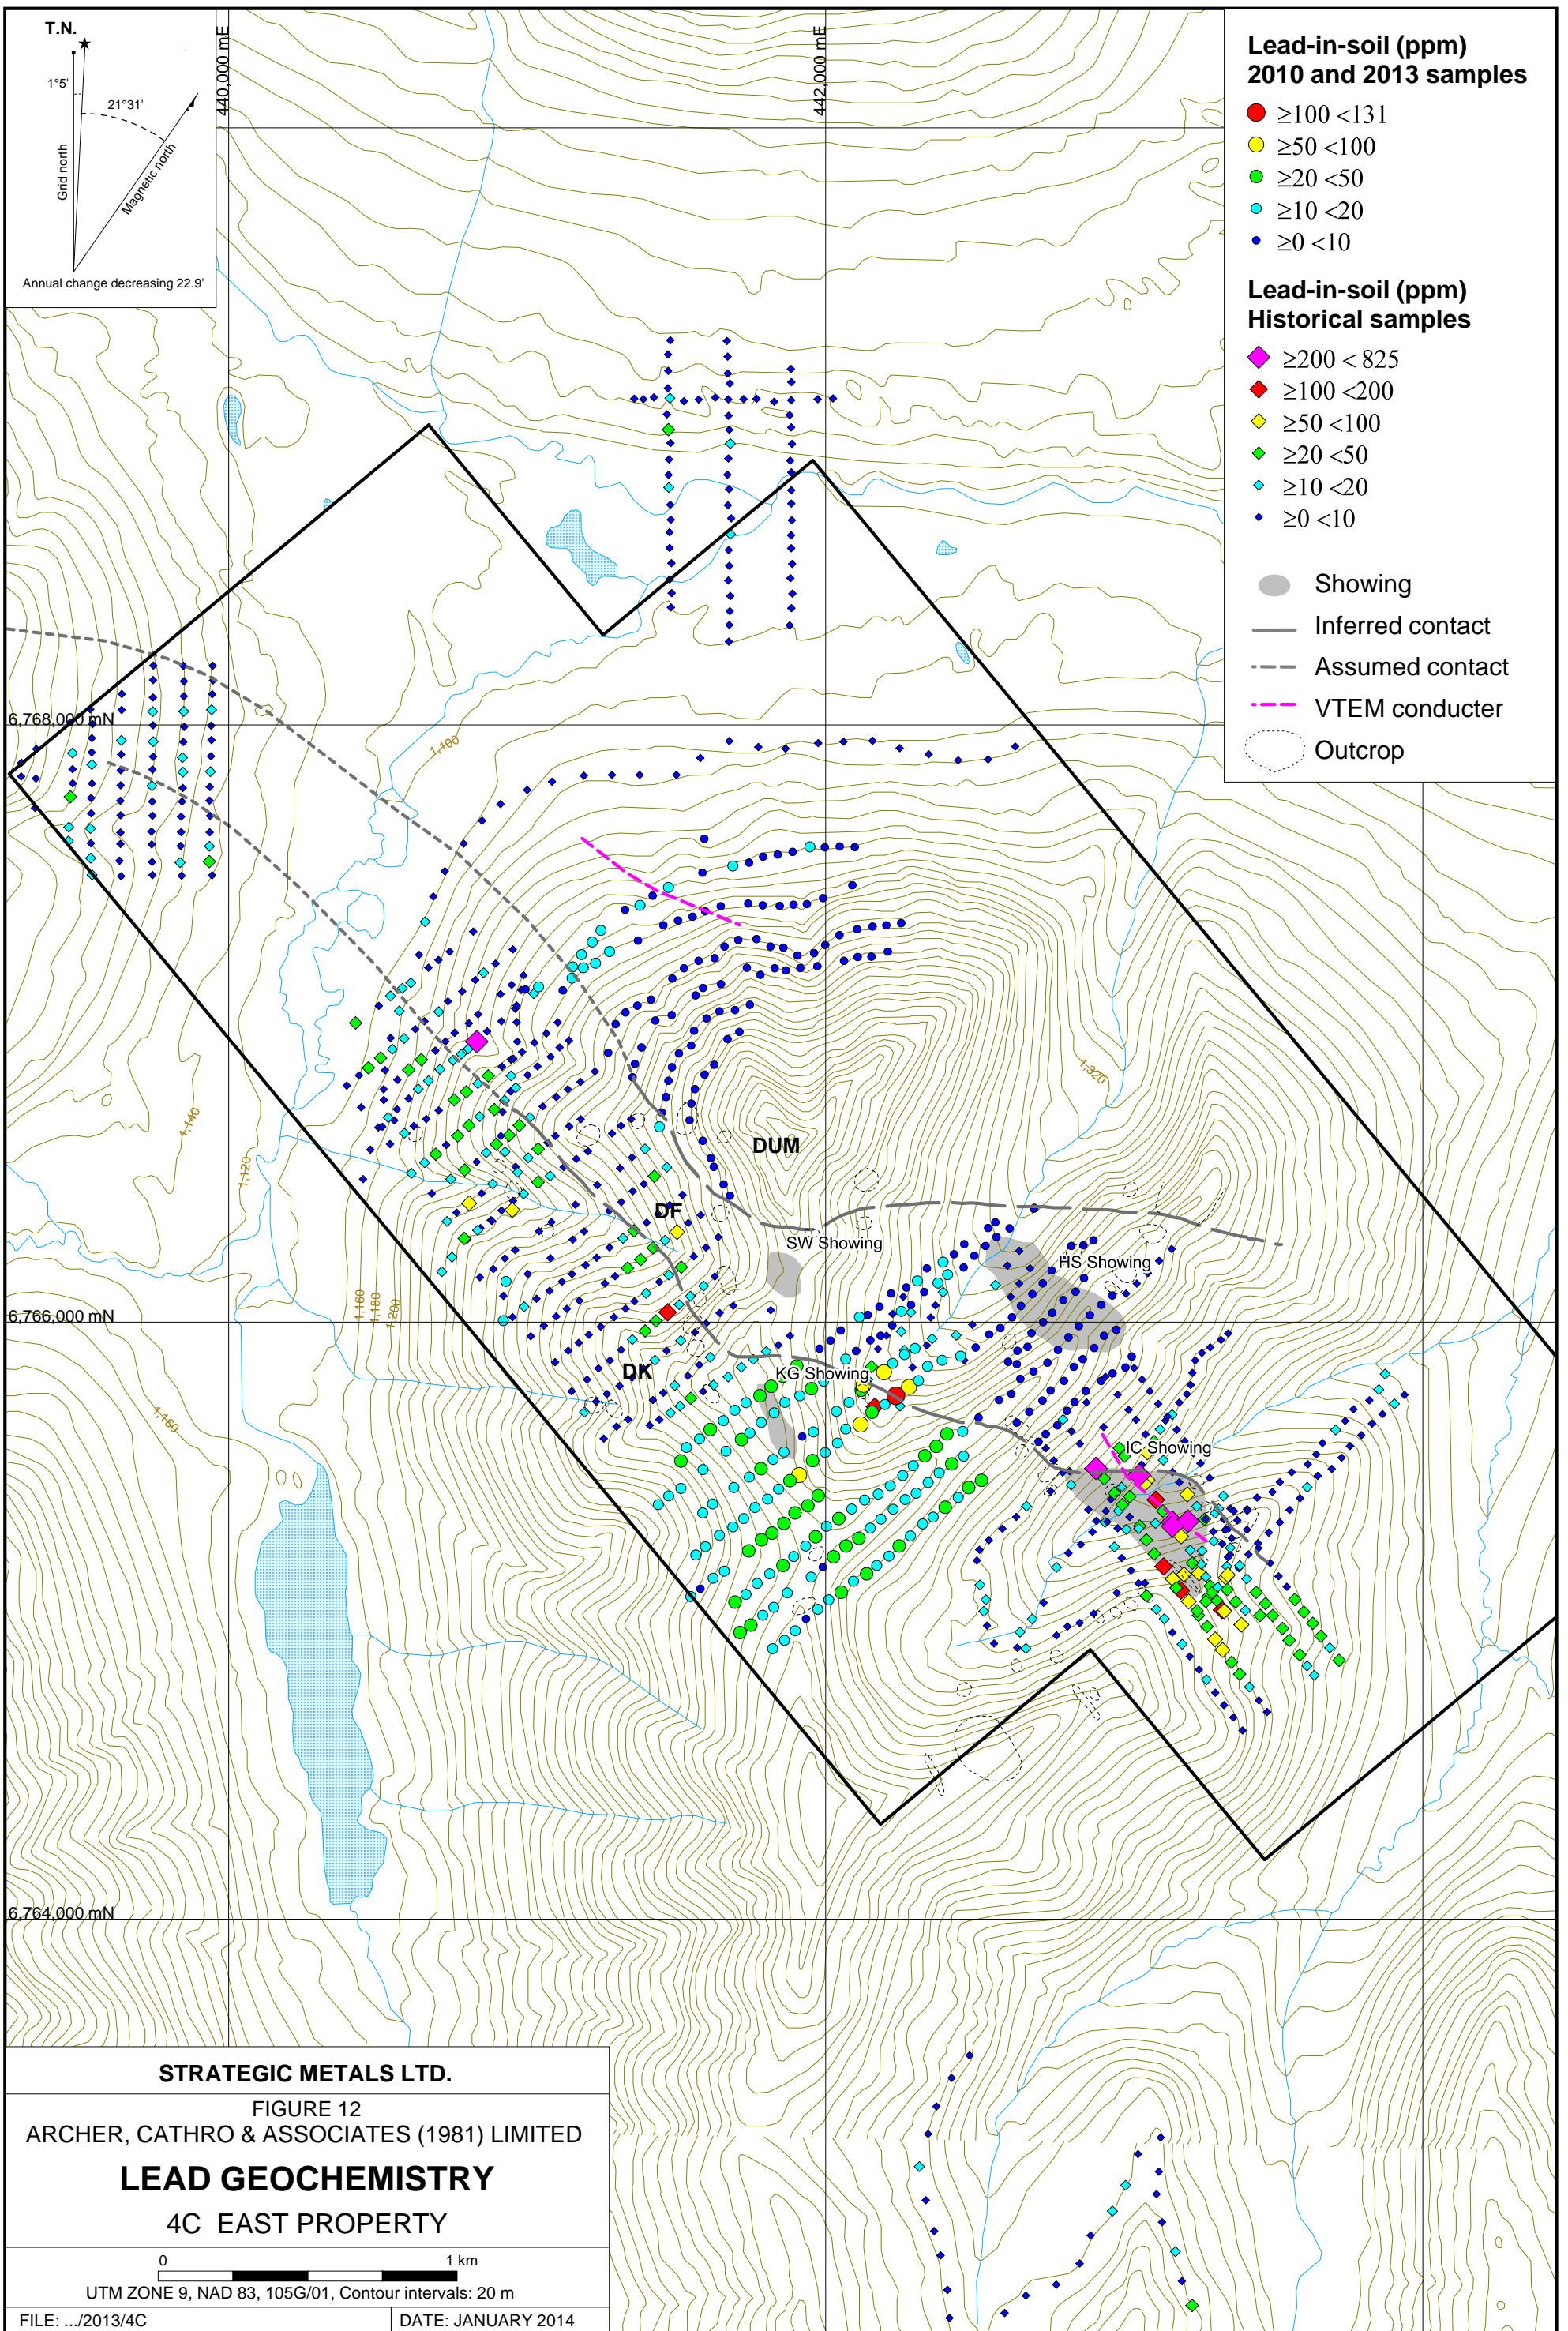 T.N.
1°5'
21°31'
Grid north
Magnetic north
Annual change decreasing 22.9'
440,000 mE
442,000 mE
Lead-in-soil (ppm)
2010 and 2013 samples
≥100 <131
≥50 <100
≥20 <50
≥10 <20
≥0 <10
Lead-in-soil (ppm)
Historical samples
≥200 < 825
≥100 <200
≥50 <100
≥20 <50
≥10 <20
≥0 <10
Showing
Inferred contact
Assumed contact
VTEM conducter
Outcrop
6,768,000 mN
1,100
1,320
1,140
1,120
DUM
DF
SW Showing
HS Showing
1,160
1,180
1,200
6,766,000 mN
DK
KG Showing
1,160
IC Showing
6,764,000 mN
STRATEGIC METALS LTD.
FIGURE 12
ARCHER, CATHRO & ASSOCIATES (1981) LIMITED
LEAD GEOCHEMISTRY
4C EAST PROPERTY
0 1 km
UTM ZONE 9, NAD 83, 105G/01, Contour intervals: 20 m
FILE: .../2013/4C
DATE: JANUARY 2014